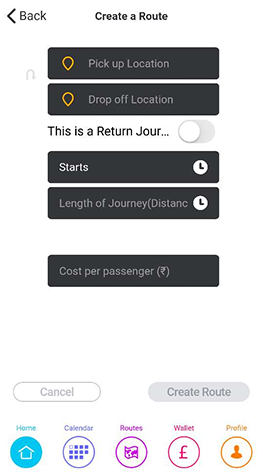 Back
Create a Route
Pick up Location
Drop off Location
This is a Return Jour...
Starts
Length of Journey(Distanc
Cost per passenger (₹)
Cancel
Create Route
Home Calendar Routes Wallet Profile
£